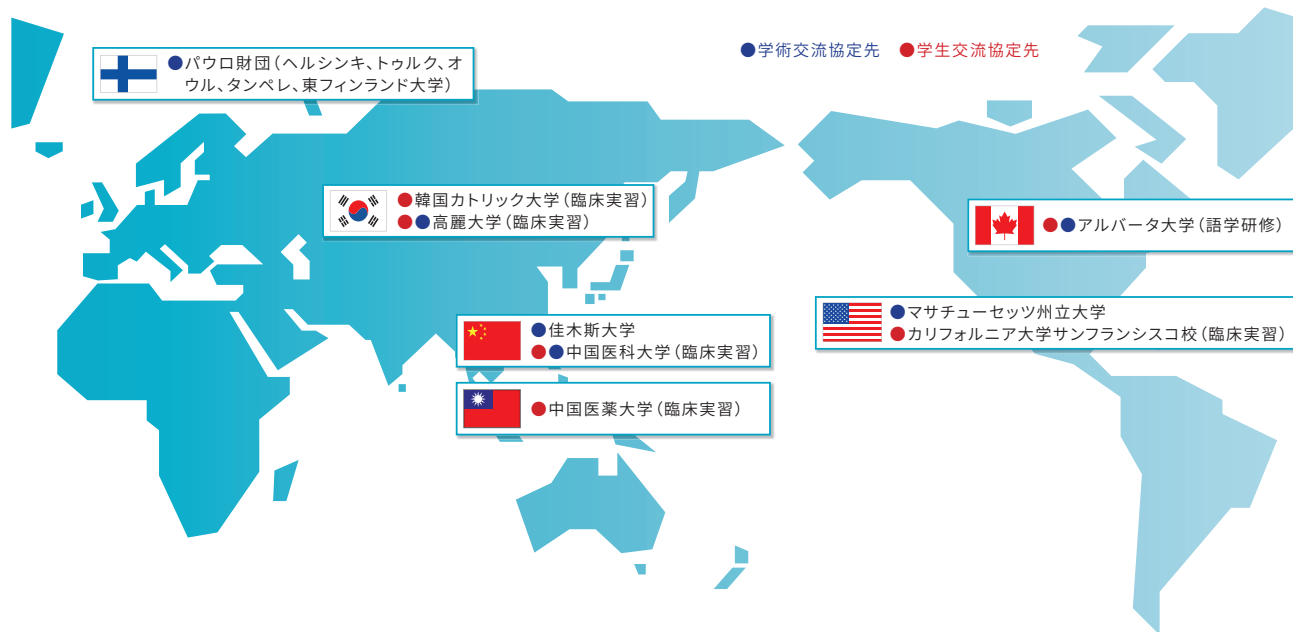 ●学術交流協定先 ●学生交流協定先
●パウロ財団(ヘルシンキ、トゥルク、オ
ウル、タンペレ、東フィンランド大学)
●韓国カトリック大学(臨床実習)
●●高麗大学(臨床実習)
●●アルバータ大学(語学研修)
●マサチューセッツ州立大学
●カリフォルニア大学サンフランシスコ校(臨床実習)
●佳木斯大学
●●中国医科大学(臨床実習)
●中国医薬大学(臨床実習)